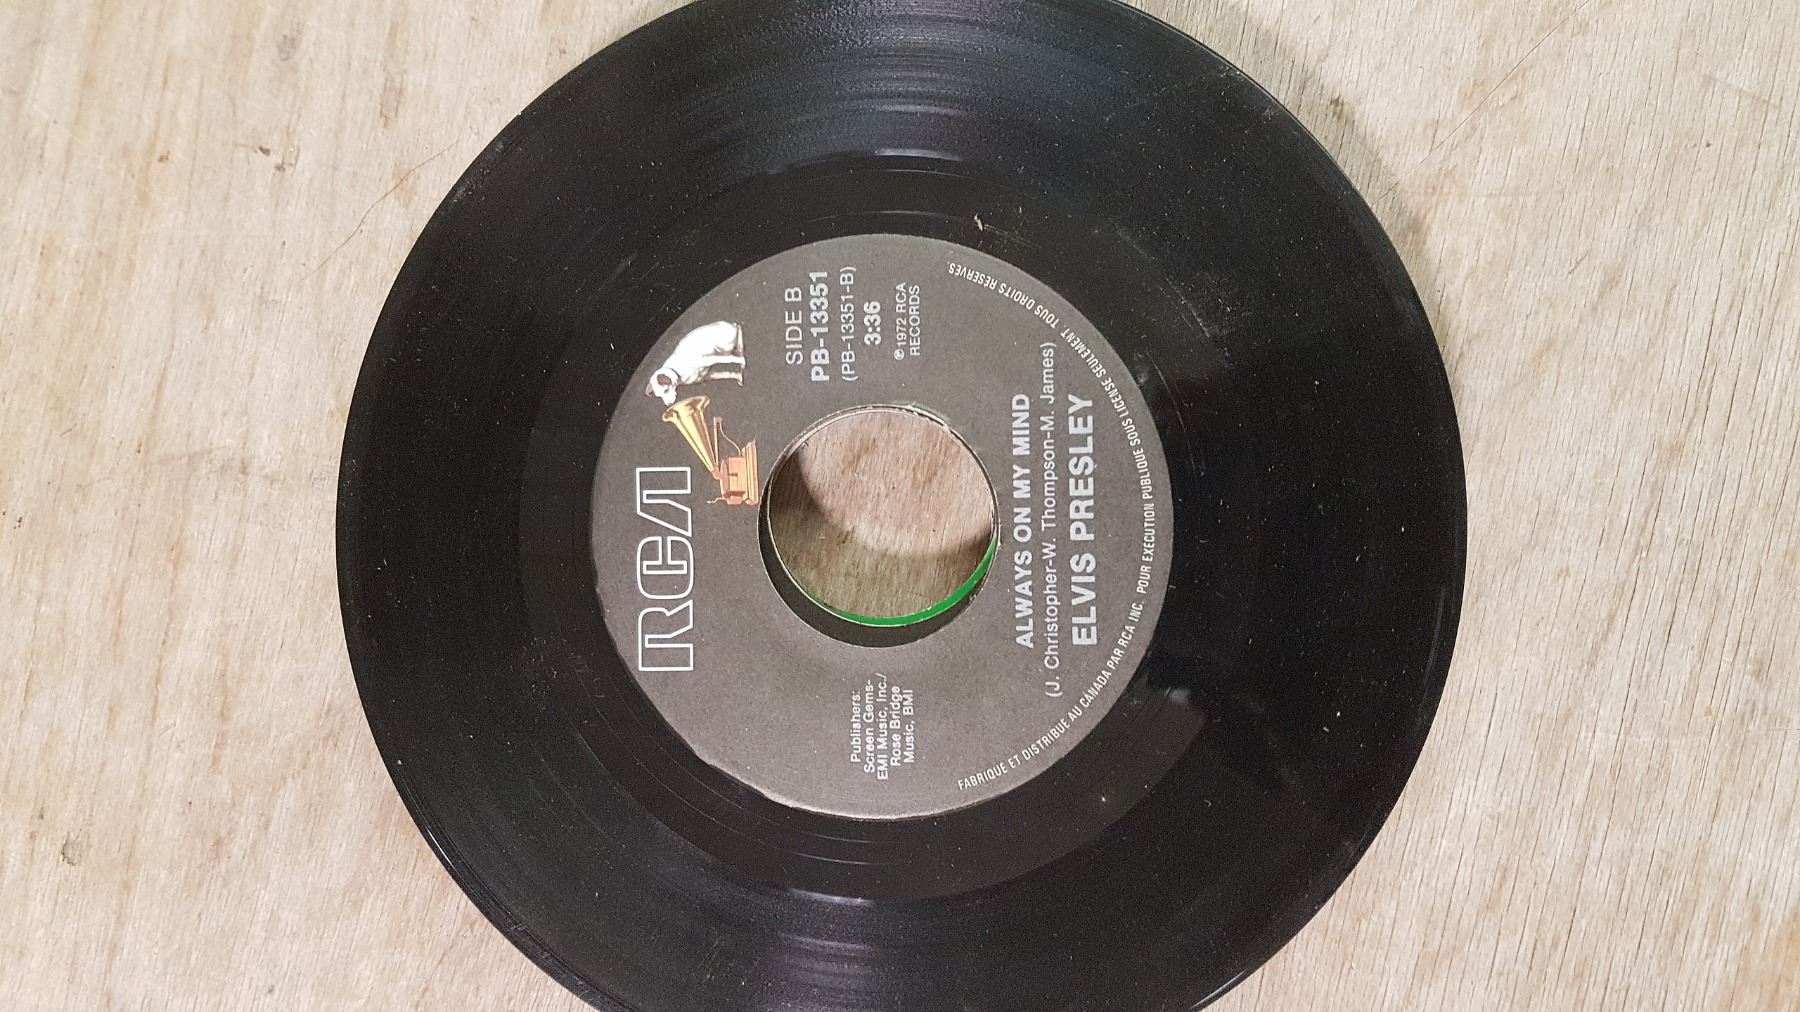 RCA
SIDE B
PB-13351
(PB-13351-B)
3:36
℗1972 RCA
RECORDS
Publishers:
Screen Gems-
EMI Music, Inc./
Rose Bridge
Music, BMI
ALWAYS ON MY MIND
(J. Christopher-W. Thompson-M. James)
ELVIS PRESLEY
FABRIQUE ET DISTRIBUE AU CANADA PAR RCA INC. POUR EXECUTION PUBLIQUE SOUS LICENSE SEULEMENT. TOUS DROITS RESERVES.